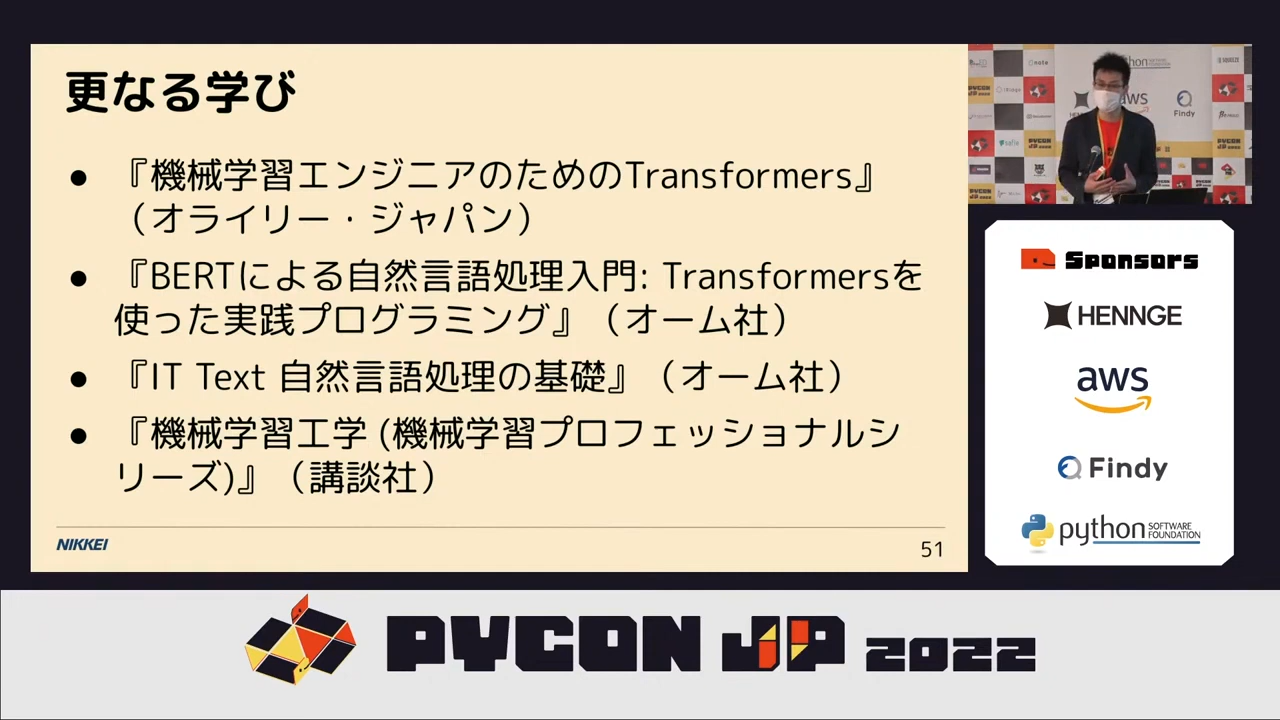 更なる学び
● 『機械学習エンジニアのためのTransformers』
（オライリー・ジャパン）
● 『BERTによる自然言語処理入門: Transformersを
使った実践プログラミング』（オーム社）
● 『IT Text 自然言語処理の基礎』（オーム社）
● 『機械学習工学 (機械学習プロフェッショナルシ
リーズ)』（講談社）
NIKKEI
51
note
aws
Findy
Sponsors
HENNGE
aws
Findy
python SOFTWARE
FOUNDATION
PYCON JP 2022